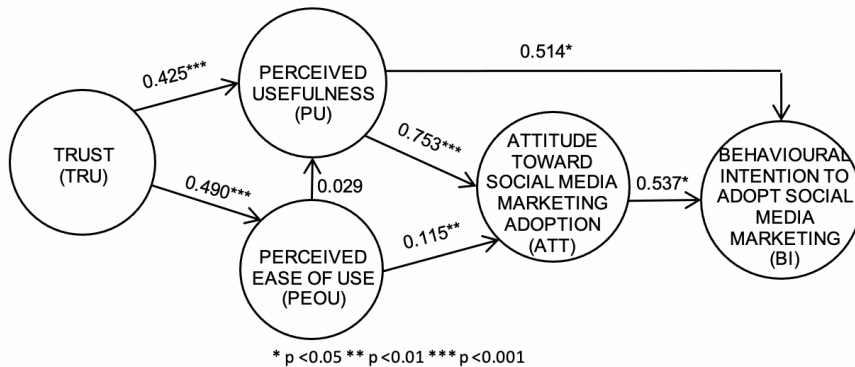 TRUST
(TRU)
0.425***
0.490***
PERCEIVED
USEFULNESS
(PU)
0.029
PERCEIVED
EASE OF USE
(PEOU)
0.514*
0.753***
0.115**
ATTITUDE
TOWARD
SOCIAL MEDIA
MARKETING
ADOPTION
(ATT)
0.537*
BEHAVIOURAL
INTENTION TO
ADOPT SOCIAL
MEDIA
MARKETING
(BI)
* p <0.05 ** p <0.01 *** p <0.001